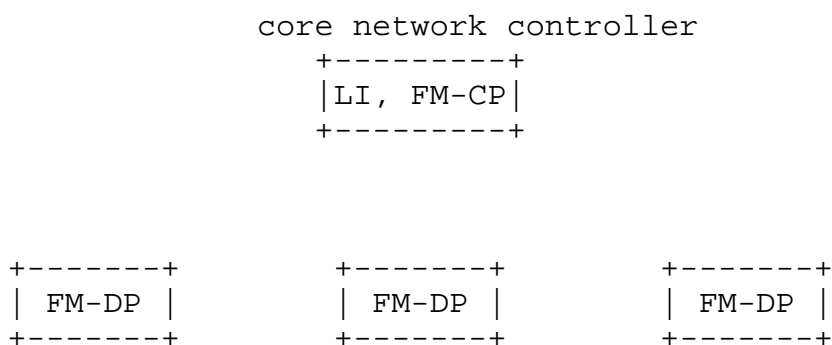 core network controller
+---------+
|LI, FM-CP|
+---------+
+-------+ +-------+ +-------+
| FM-DP | | FM-DP | | FM-DP |
+-------+ +-------+ +-------+